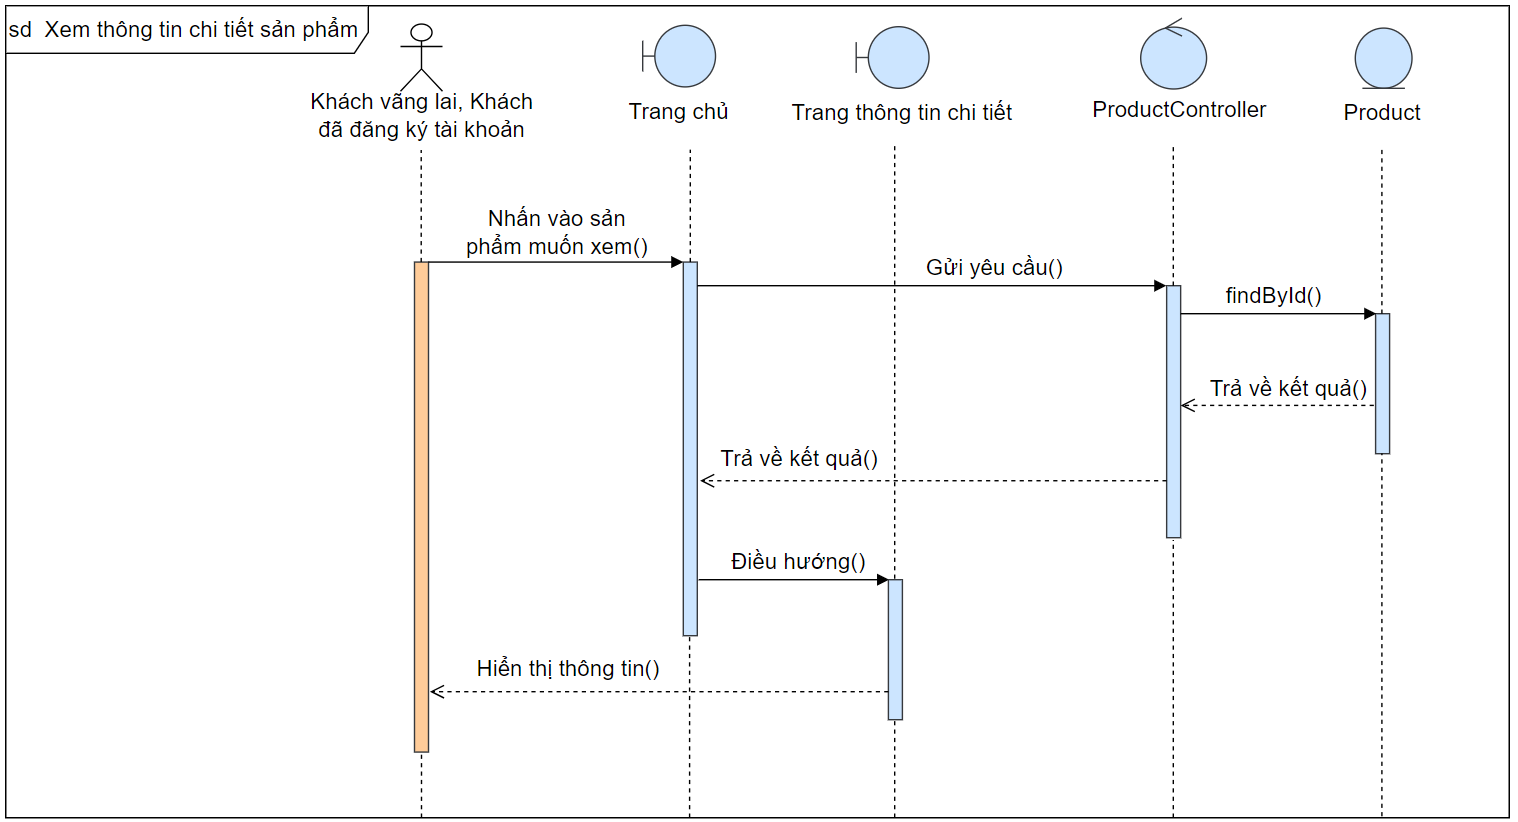 sd  Xem thông tin chi tiết sản phẩm
Khách vãng lai, Khách
đã đăng ký tài khoản
Trang chủ
Trang thông tin chi tiết
ProductController
Product
Nhấn vào sản
phẩm muốn xem()
Gửi yêu cầu()
findById()
Trả về kết quả()
Trả về kết quả()
Điều hướng()
Hiển thị thông tin()